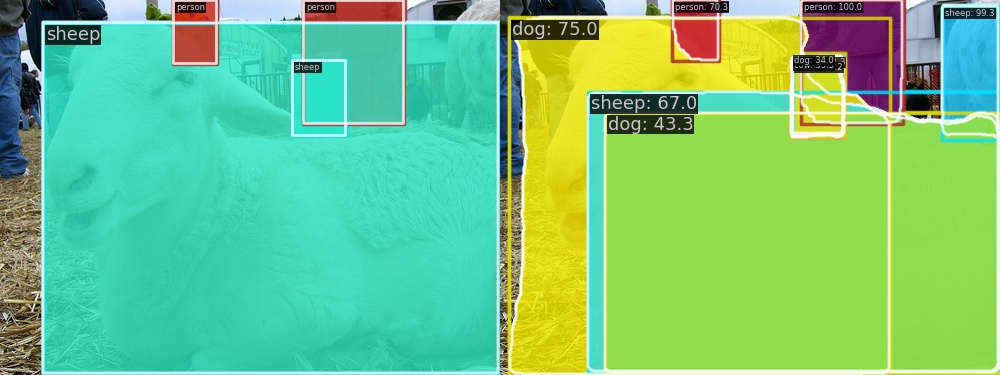 person
person
sheep
sheep
person: 70.3
person: 100.0
sheep: 99.3
dog: 75.0
dog: 34.0
sheep: 67.0
dog: 43.3